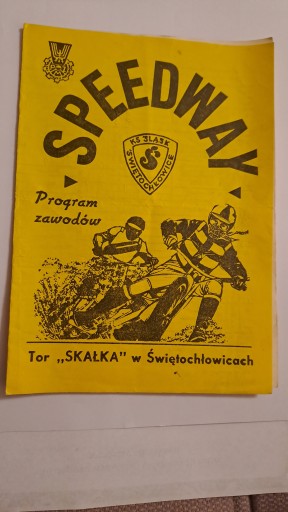 SPEEDWAY
KS ŚLĄSK
ŚWIĘTOCHŁOWICE
Program
zawodów
Tor „SKAŁKA" w Świętochłowicach